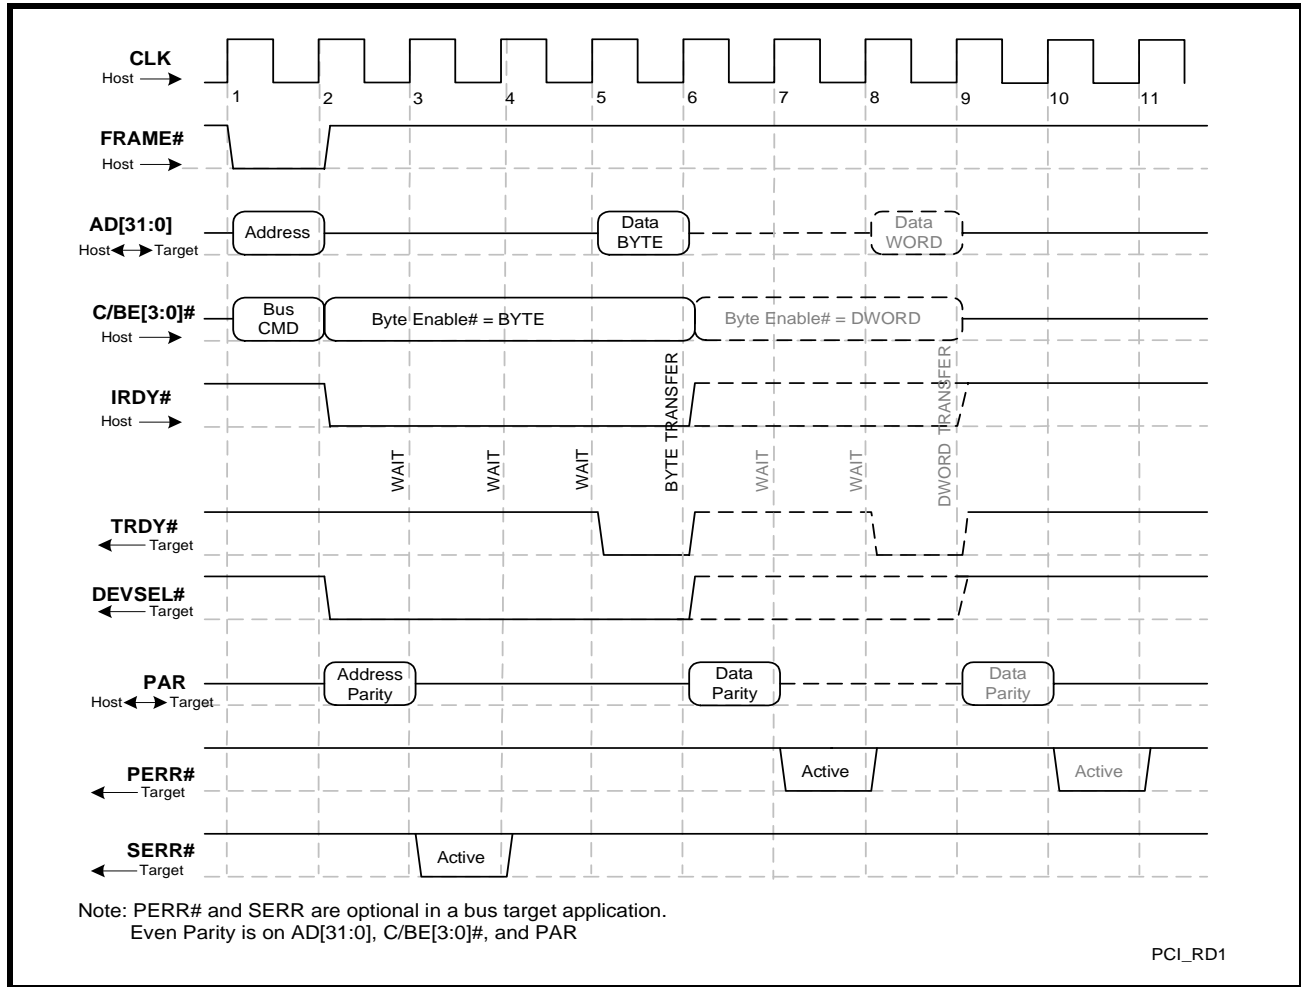 CLK
Host
1 2 3 4 5 6 7 8 9 10 11
FRAME#
Host
AD[31:0]
Host Target
Address
Data
BYTE
Data
WORD
C/BE[3:0]#
Host
Bus
CMD
Byte Enable# = BYTE
Byte Enable# = DWORD
IRDY#
Host
WAIT
WAIT
WAIT
BYTE TRANSFER
WAIT
WAIT
DWORD TRANSFER
TRDY#
Target
DEVSEL#
Target
PAR
Host Target
Address
Parity
Data
Parity
Data
Parity
PERR#
Target
Active
Active
SERR#
Target
Active
Note: PERR# and SERR are optional in a bus target application.
Even Parity is on AD[31:0], C/BE[3:0]#, and PAR
PCI_RD1